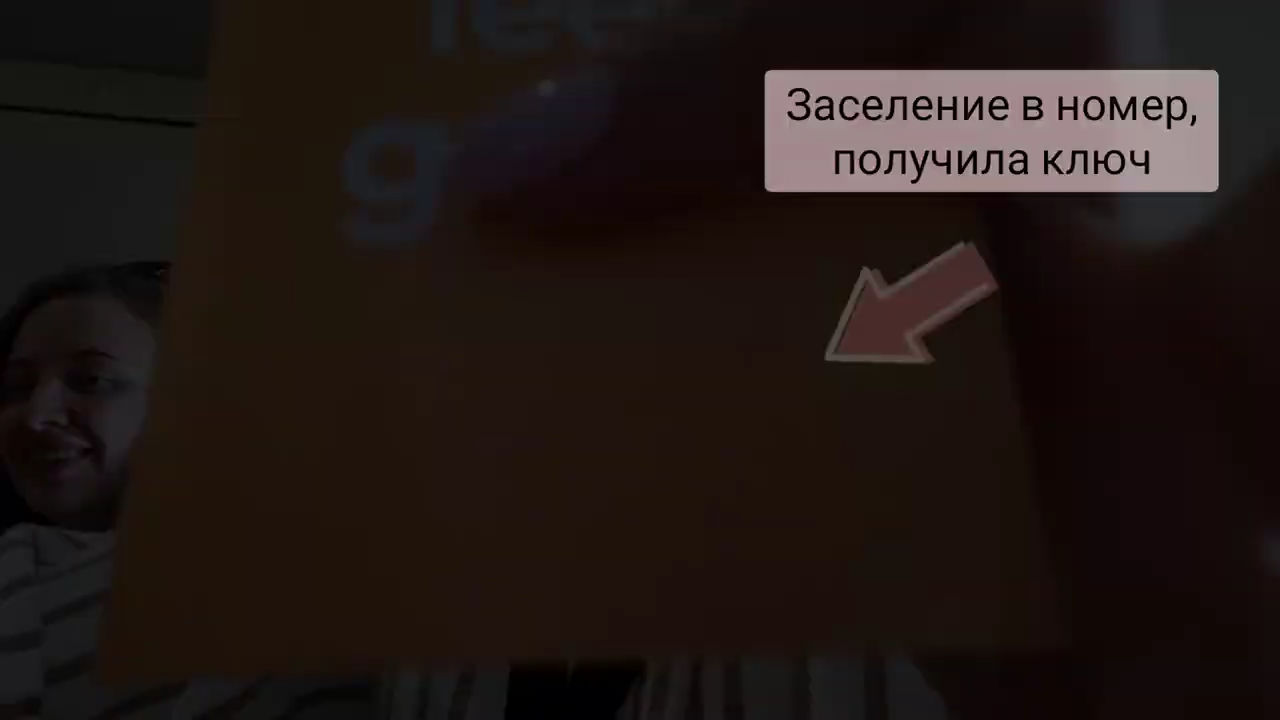 g
Заселение в номер,
получила ключ